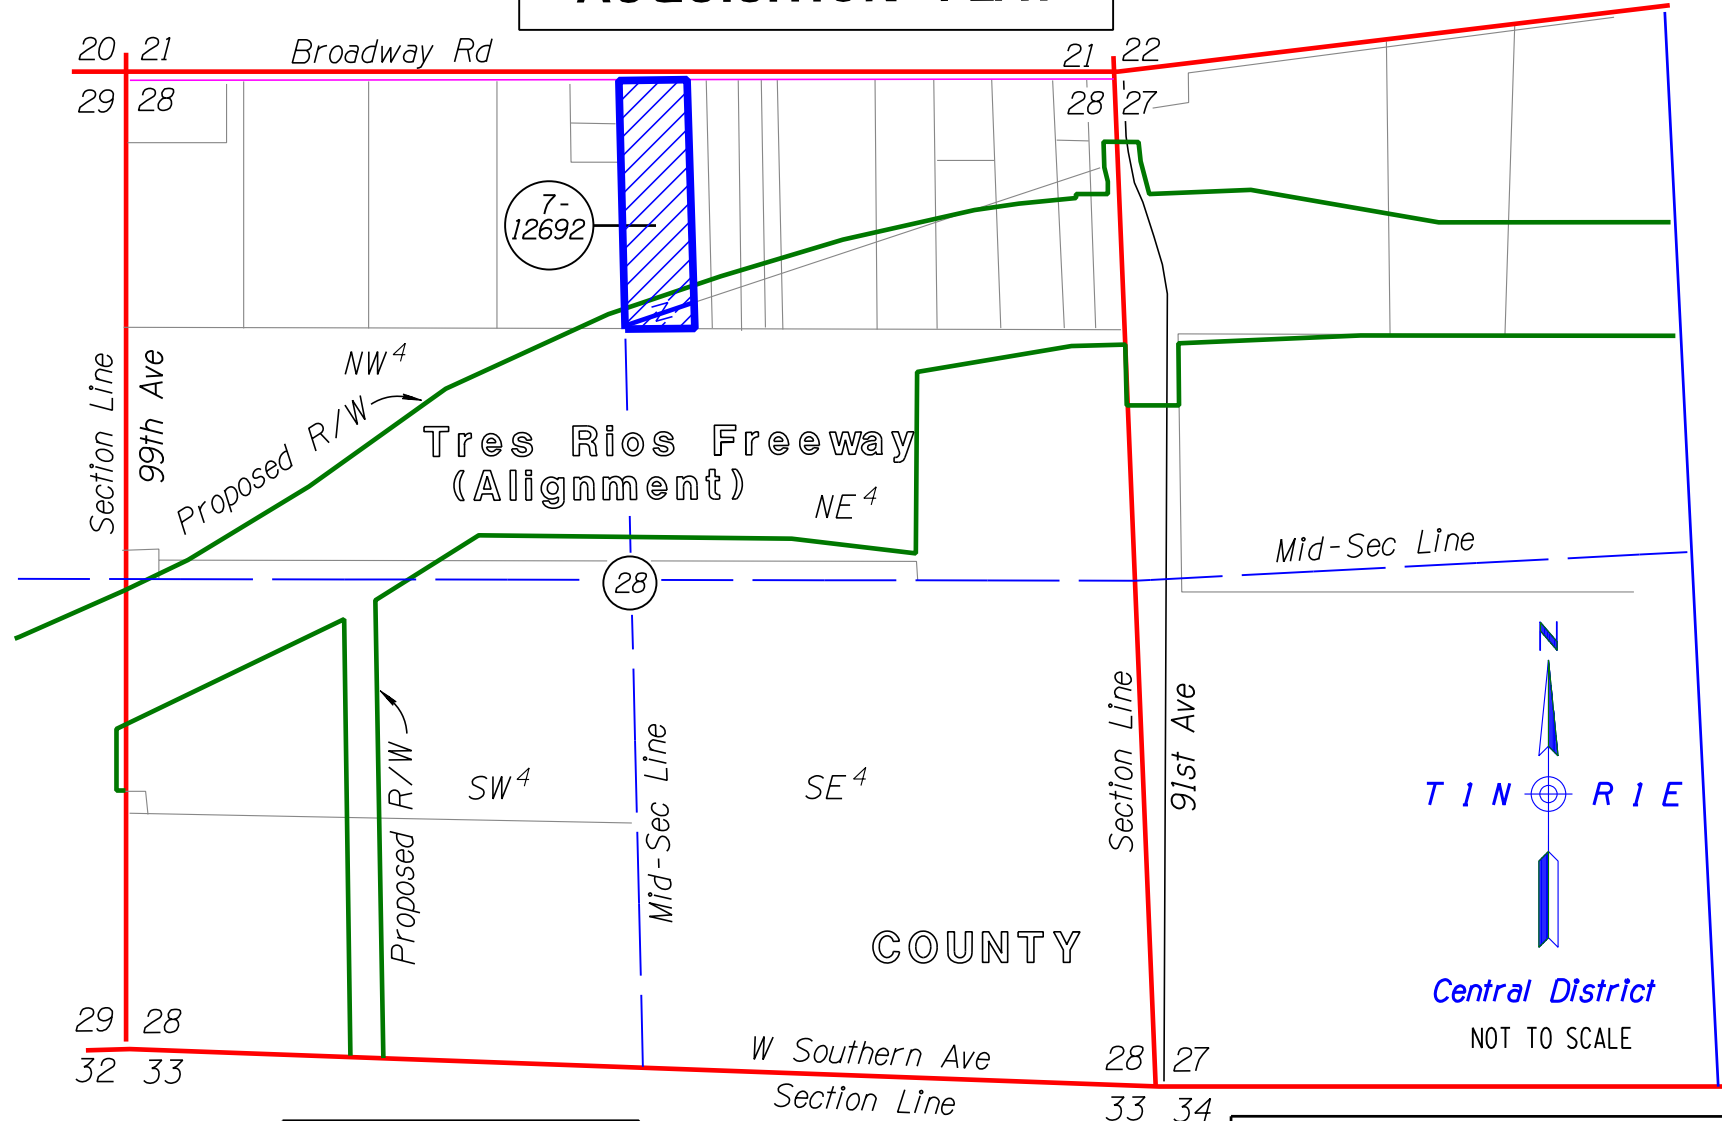 20 21
Broadway Rd
21 22
29 28
28 27
7-
12692
NW 4
Section Line
99th Ave
Proposed R/W
Tres Rios Freeway
(Alignment)
NE 4
Mid-Sec Line
28
N
Section Line
91st Ave
Mid-Sec Line
Proposed R/W
SW 4
SE 4
T 1 N R 1 E
COUNTY
Central District
NOT TO SCALE
29 28
W Southern Ave
28 27
32 33
Section Line
33 34